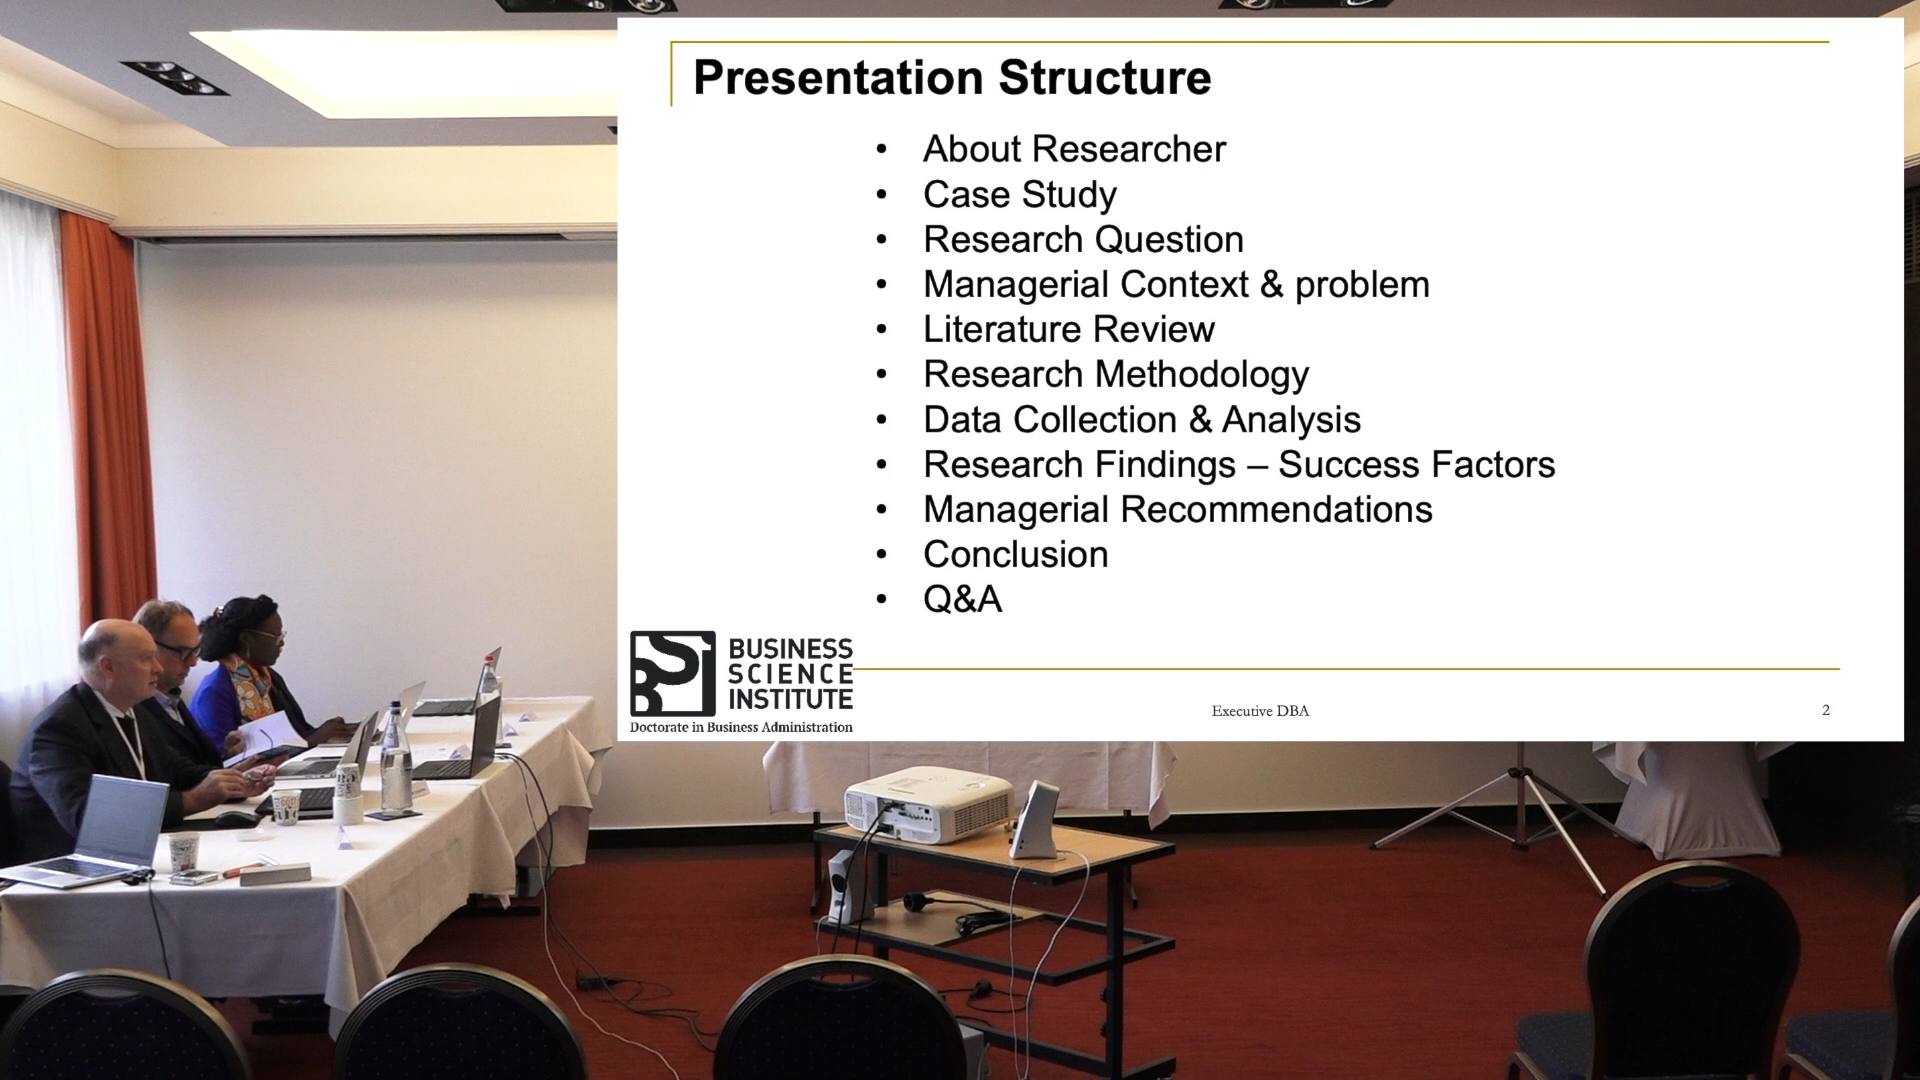 Presentation Structure
• About Researcher
• Case Study
• Research Question
• Managerial Context & problem
• Literature Review
• Research Methodology
• Data Collection & Analysis
• Research Findings – Success Factors
• Managerial Recommendations
• Conclusion
• Q&A
BUSINESS
SCIENCE
INSTITUTE
Doctorate in Business Administration
Executive DBA
2